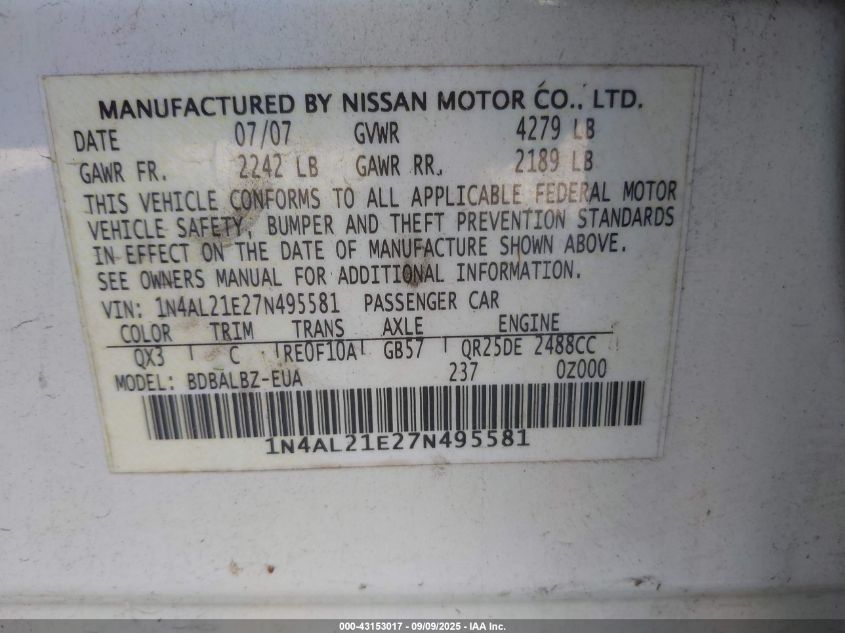 MANUFACTURED BY NISSAN MOTOR CO., LTD.
DATE 07/07 GVWR 4279 LB
GAWR FR. 2242 LB GAWR RR. 2189 LB
THIS VEHICLE CONFORMS TO ALL APPLICABLE FEDERAL MOTOR
VEHICLE SAFETY, BUMPER AND THEFT PREVENTION STANDARDS
IN EFFECT ON THE DATE OF MANUFACTURE SHOWN ABOVE.
SEE OWNERS MANUAL FOR ADDITIONAL INFORMATION.
VIN: 1N4AL21E27N495581 PASSENGER CAR
COLOR TRIM TRANS AXLE ENGINE
QX3 C RE0F10A GB57 QR25DE 2488CC
MODEL: BDBALBZ-EUA 237 0Z000
1N4AL21E27N495581
000-43153017 - 09/09/2025 - IAA Inc.